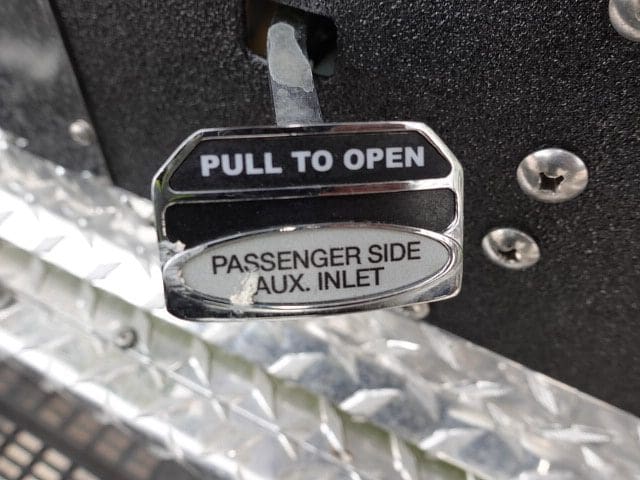 PULL TO OPEN
PASSENGER SIDE
AUX. INLET